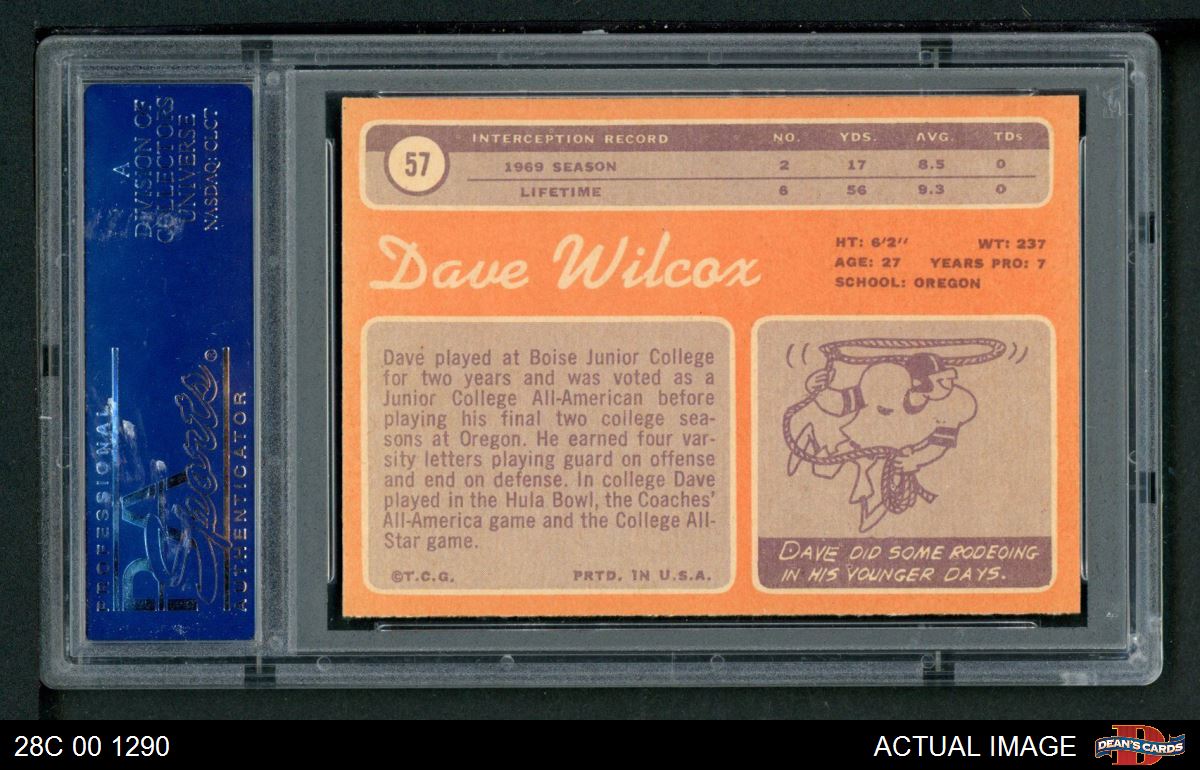 A
DIVISION OF
COLLECTORS
UNIVERSE
NASDAQ: CLCT
PROFESSIONAL
PSA
Sports®
AUTHENTICATOR
57
INTERCEPTION RECORD NO. YDS. AVG. TDs
1969 SEASON 2 17 8.5 0
LIFETIME 6 56 9.3 0
Dave Wilcox
HT: 6'2" WT: 237
AGE: 27 YEARS PRO: 7
SCHOOL: OREGON
Dave played at Boise Junior College
for two years and was voted as a
Junior College All-American before
playing his final two college sea-
sons at Oregon. He earned four var-
sity letters playing guard on offense
and end on defense. In college Dave
played in the Hula Bowl, the Coaches'
All-America game and the College All-
Star game.
©T.C.G. PRTD. IN U.S.A.
DAVE DID SOME RODEOING
IN HIS YOUNGER DAYS.
28C 00 1290
ACTUAL IMAGE
D
DEAN'S CARDS